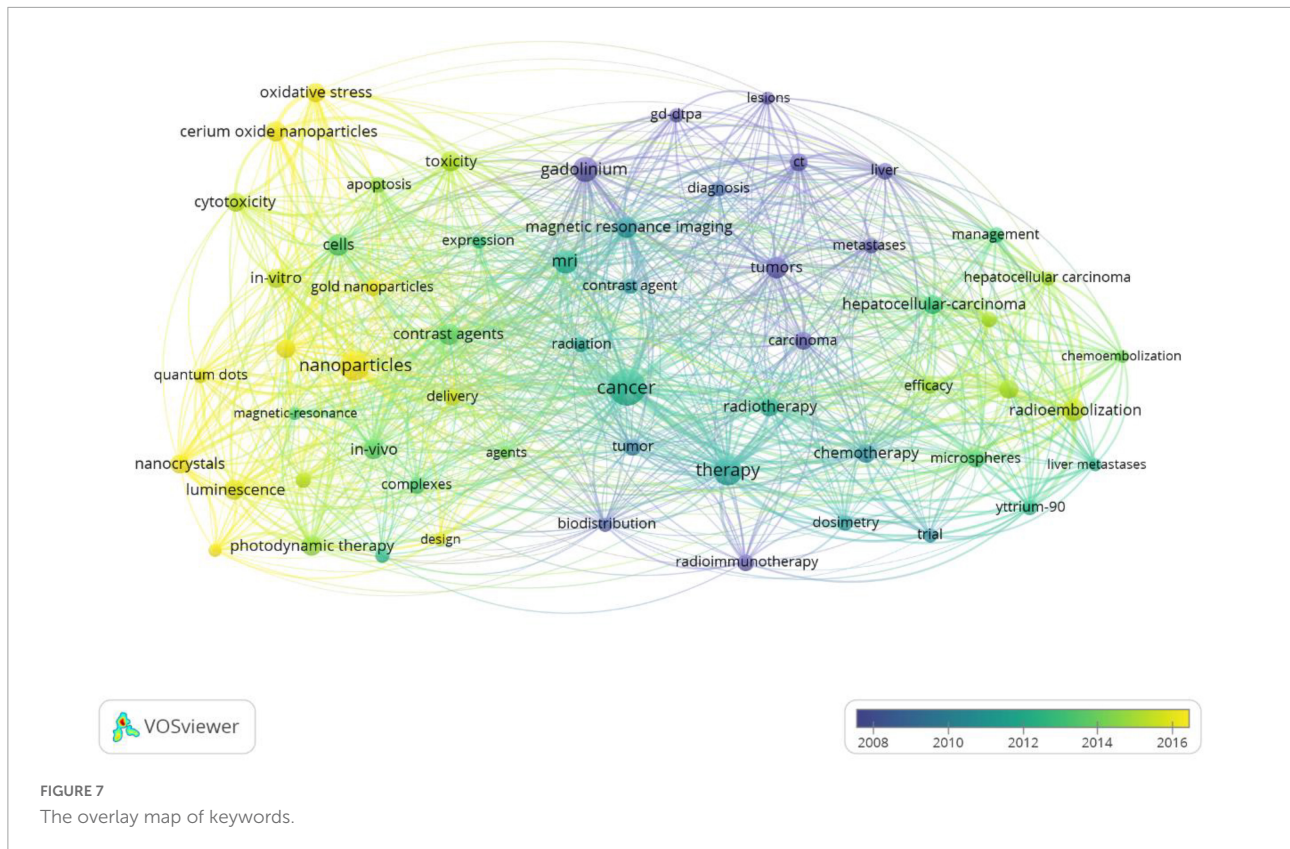 oxidative stress
lesions
gd-dtpa
cerium oxide nanoparticles
toxicity
gadolinium
ct
liver
apoptosis
diagnosis
cytotoxicity
magnetic resonance imaging
management
cells
expression
metastases
mri
tumors
in-vitro
gold nanoparticles
contrast agent
hepatocellular carcinoma
hepatocellular-carcinoma
contrast agents
radiation
carcinoma
chemoembolization
nanoparticles
quantum dots
cancer
efficacy
delivery
magnetic-resonance
radiotherapy
radioembolization
in-vivo
agents
tumor
chemotherapy
microspheres
nanocrystals
therapy
liver metastases
luminescence
complexes
yttrium-90
biodistribution
dosimetry
trial
photodynamic therapy
design
radioimmunotherapy
VOSviewer
2008 2010 2012 2014 2016
FIGURE 7
The overlay map of keywords.